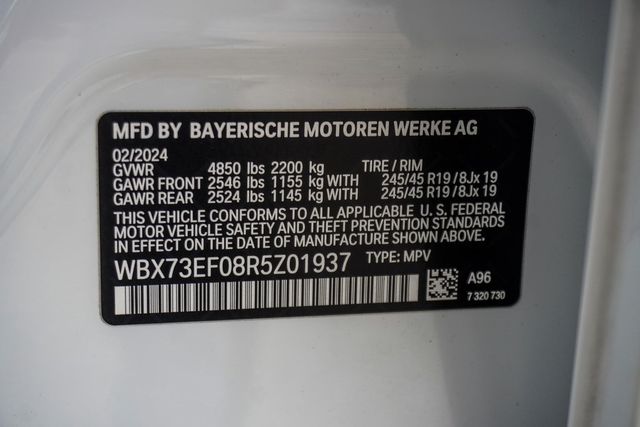 MFD BY BAYERISCHE MOTOREN WERKE AG
02/2024
GVWR 4850 lbs 2200 kg TIRE / RIM
GAWR FRONT 2546 lbs 1155 kg WITH 245/45 R19 / 8Jx19
GAWR REAR 2524 lbs 1145 kg WITH 245/45 R19 / 8Jx19
THIS VEHICLE CONFORMS TO ALL APPLICABLE U.S. FEDERAL
MOTOR VEHICLE SAFETY AND THEFT PREVENTION STANDARDS
IN EFFECT ON THE DATE OF MANUFACTURE SHOWN ABOVE.
WBX73EF08R5Z01937 TYPE: MPV
A96
7 320 730